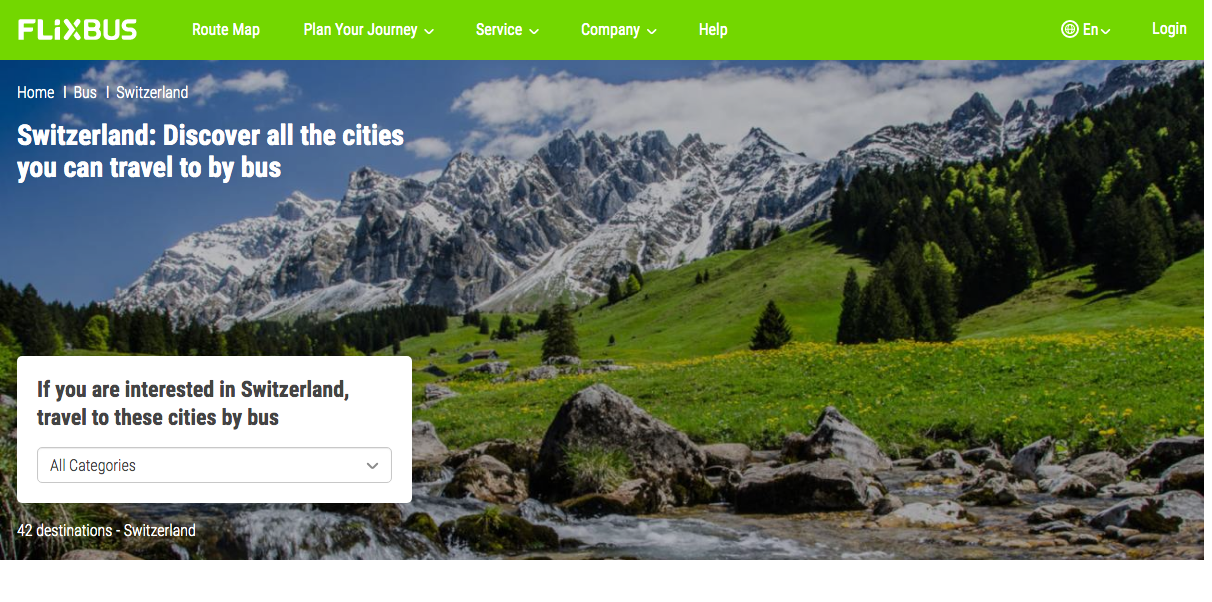 FLiXBUS Route Map Plan Your Journey Service Company Help En Login
Home | Bus | Switzerland
Switzerland: Discover all the cities
you can travel to by bus
If you are interested in Switzerland,
travel to these cities by bus
All Categories
42 destinations - Switzerland